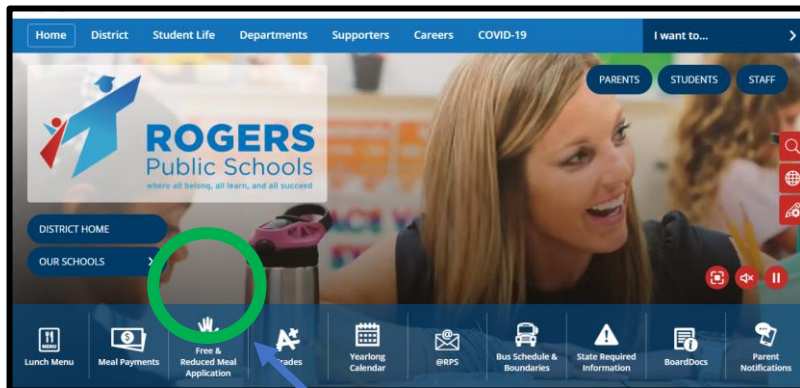 Home District Student Life Departments Supporters Careers COVID-19 I want to...
PARENTS STUDENTS STAFF
ROGERS
Public Schools
where all belong, all learn, and all succeed
DISTRICT HOME
OUR SCHOOLS
MENU
Lunch Menu
Meal Payments
Free &
Reduced Meal
Application
Grades
Yearlong
Calendar
@RPS
Bus Schedule &
Boundaries
State Required
Information
BoardDocs
Parent
Notifications